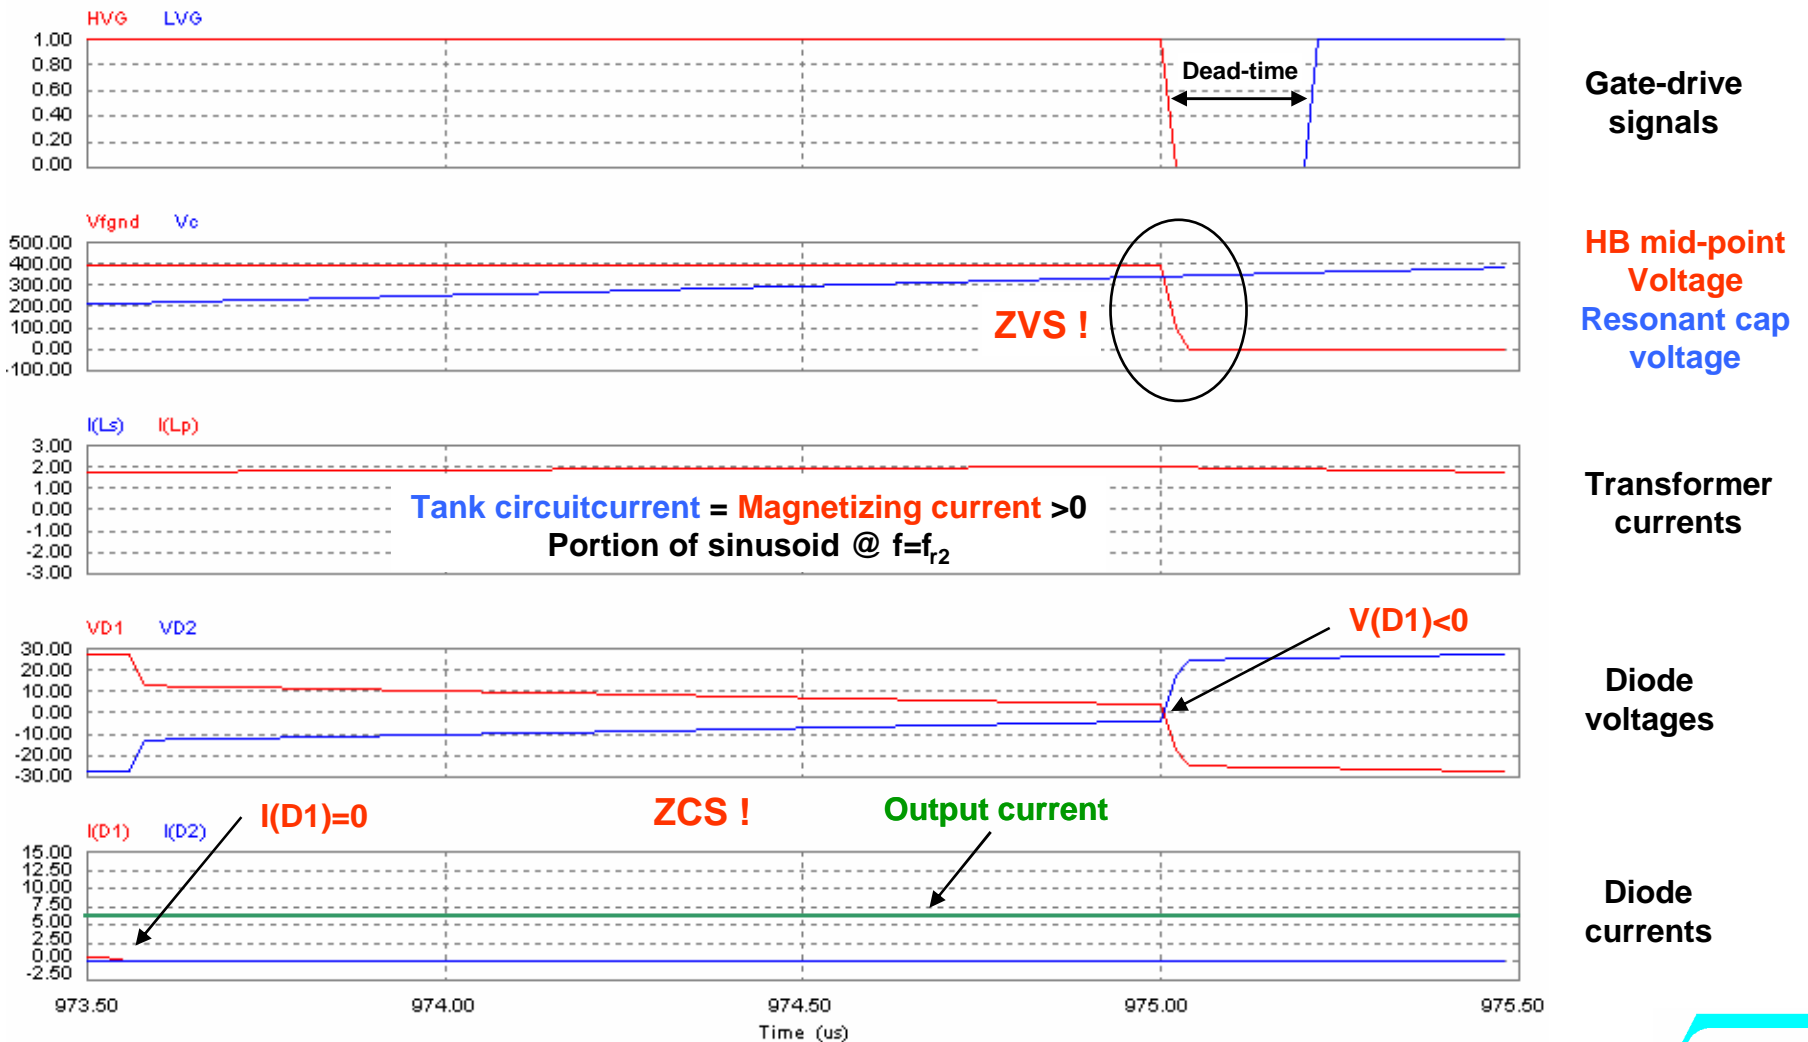 HVG LVG
1.00
0.80
0.60
0.40
0.20
0.00
Dead-time
Gate-drive
signals
Vfgnd Vc
500.00
400.00
300.00
200.00
100.00
0.00
-100.00
ZVS !
HB mid-point
Voltage
Resonant cap
voltage
I(Ls) I(Lp)
3.00
2.00
1.00
0.00
-1.00
-2.00
-3.00
Tank circuitcurrent = Magnetizing current >0
Portion of sinusoid @ f=fr2
Transformer
currents
VD1 VD2
30.00
20.00
10.00
0.00
-10.00
-20.00
-30.00
V(D1)<0
Diode
voltages
I(D1) I(D2)
I(D1)=0
ZCS !
Output current
15.00
12.50
10.00
7.50
5.00
2.50
0.00
-2.50
Diode
currents
973.50 974.00 974.50 975.00 975.50
Time (us)